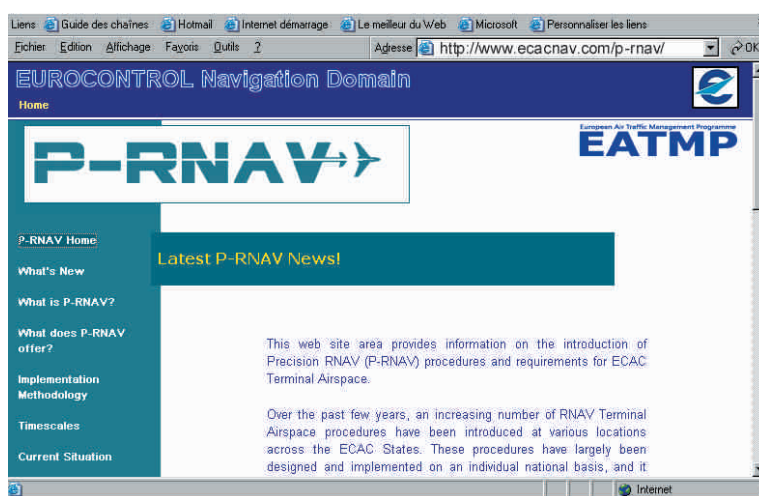 Liens Guide des chaînes Hotmail Internet démarrage Le meilleur du Web Microsoft Personnaliser les liens
Fichier Edition Affichage Favoris Outils ? Adresse http://www.ecacnav.com/p-rnav/ OK
EUROCONTROL Navigation Domain
Home
European Air Traffic Management Programme
EATMP
P-RNAV
P-RNAV Home
What's New
What is P-RNAV?
What does P-RNAV
offer?
Implementation
Methodology
Timescales
Current Situation
Latest P-RNAV News!
This web site area provides information on the introduction of
Precision RNAV (P-RNAV) procedures and requirements for ECAC
Terminal Airspace.
Over the past few years, an increasing number of RNAV Terminal
Airspace procedures have been introduced at various locations
across the ECAC States. These procedures have largely been
designed and implemented on an individual national basis, and it
Internet